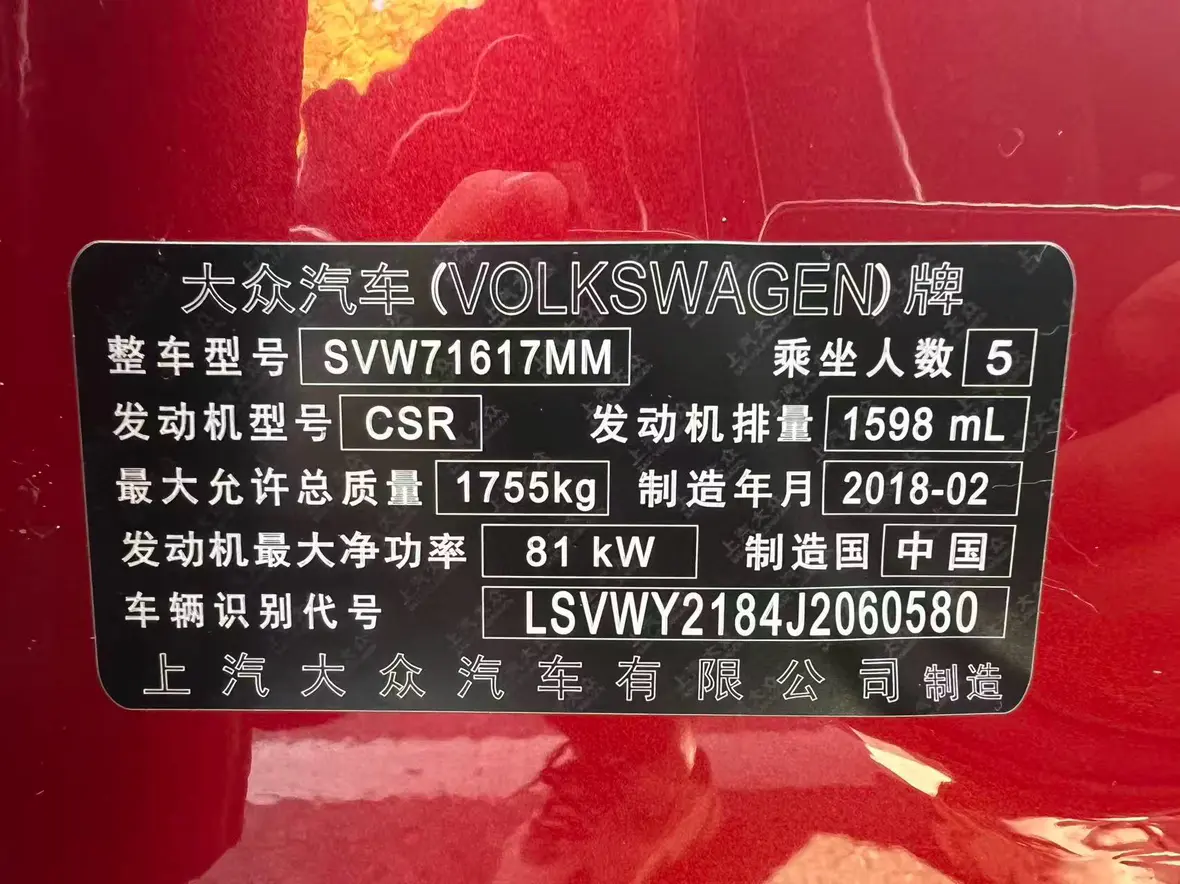 大众汽车(VOLKSWAGEN)牌
整车型号 SVW71617MM 乘坐人数 5
发动机型号 CSR 发动机排量 1598 mL
最大允许总质量 1755kg 制造年月 2018-02
发动机最大净功率 81 kW 制造国 中国
车辆识别代号 LSVWY2184J2060580
上汽大众汽车有限公司 制造